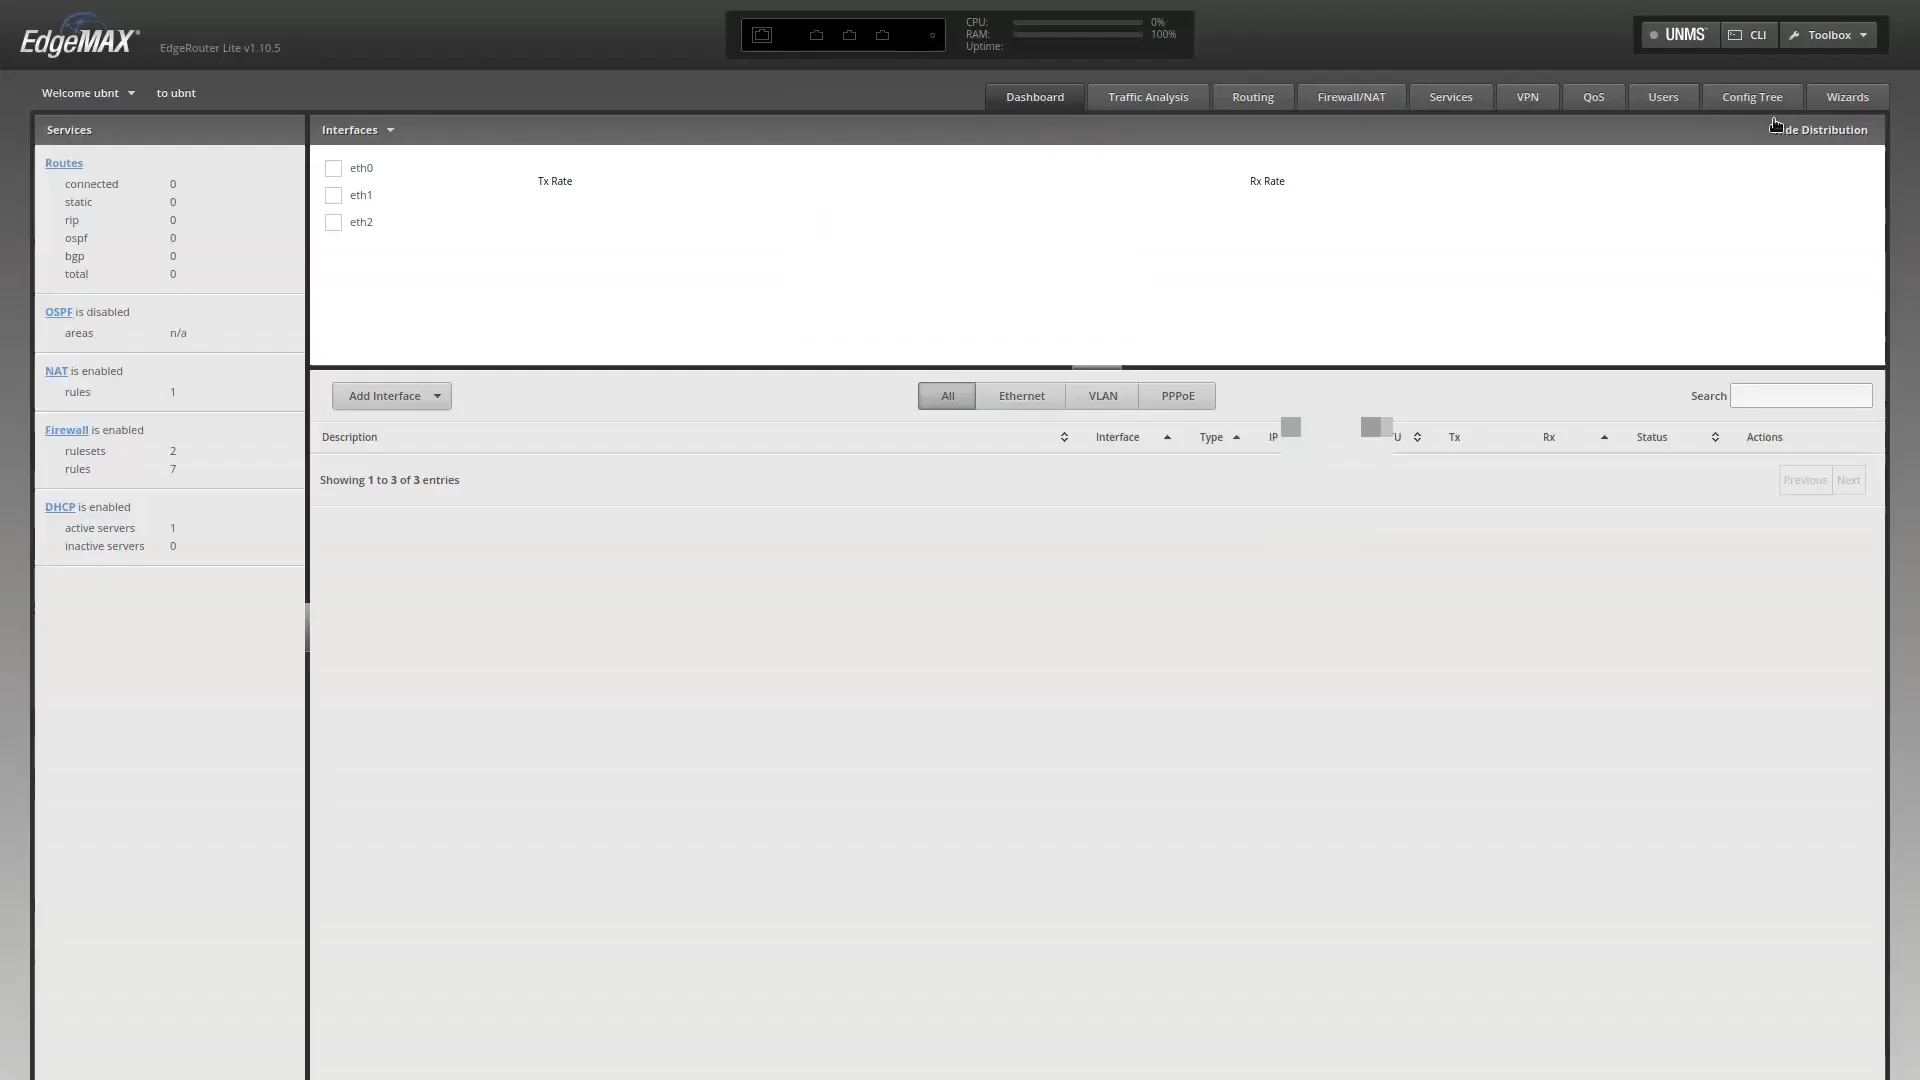 EdgeMAX
EdgeRouter Lite v1.10.5
CPU: 0%
RAM: 100%
Uptime:
UNMS
CLI
Toolbox
Welcome ubnt to ubnt
Dashboard Traffic Analysis Routing Firewall/NAT Services VPN QoS Users Config Tree Wizards
Services
Routes
connected 0
static 0
rip 0
ospf 0
bgp 0
total 0
OSPF is disabled
areas n/a
NAT is enabled
rules 1
Firewall is enabled
rulesets 2
rules 7
DHCP is enabled
active servers 1
inactive servers 0
Interfaces
Distribution
eth0
eth1
eth2
Tx Rate
Rx Rate
Add Interface
All Ethernet VLAN PPPoE
Search
Description Interface Type IP Tx Rx Status Actions
Showing 1 to 3 of 3 entries
Previous Next